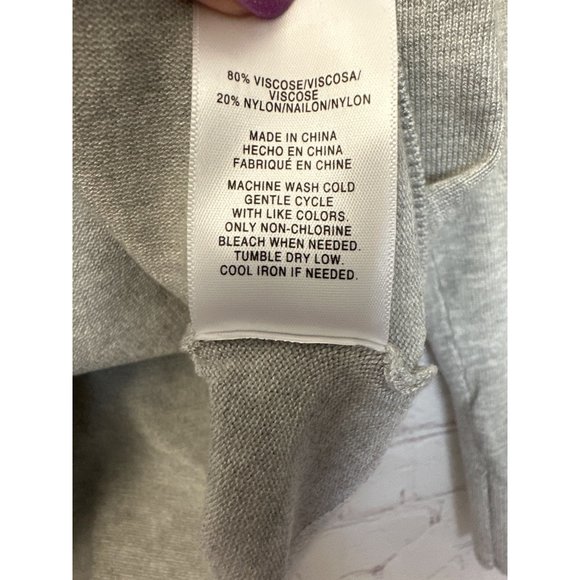 80% VISCOSE/VISCOSA/
VISCOSE
20% NYLON/NAILON/NYLON
MADE IN CHINA
HECHO EN CHINA
FABRIQUÉ EN CHINE
MACHINE WASH COLD
GENTLE CYCLE
WITH LIKE COLORS.
ONLY NON-CHLORINE
BLEACH WHEN NEEDED.
TUMBLE DRY LOW.
COOL IRON IF NEEDED.